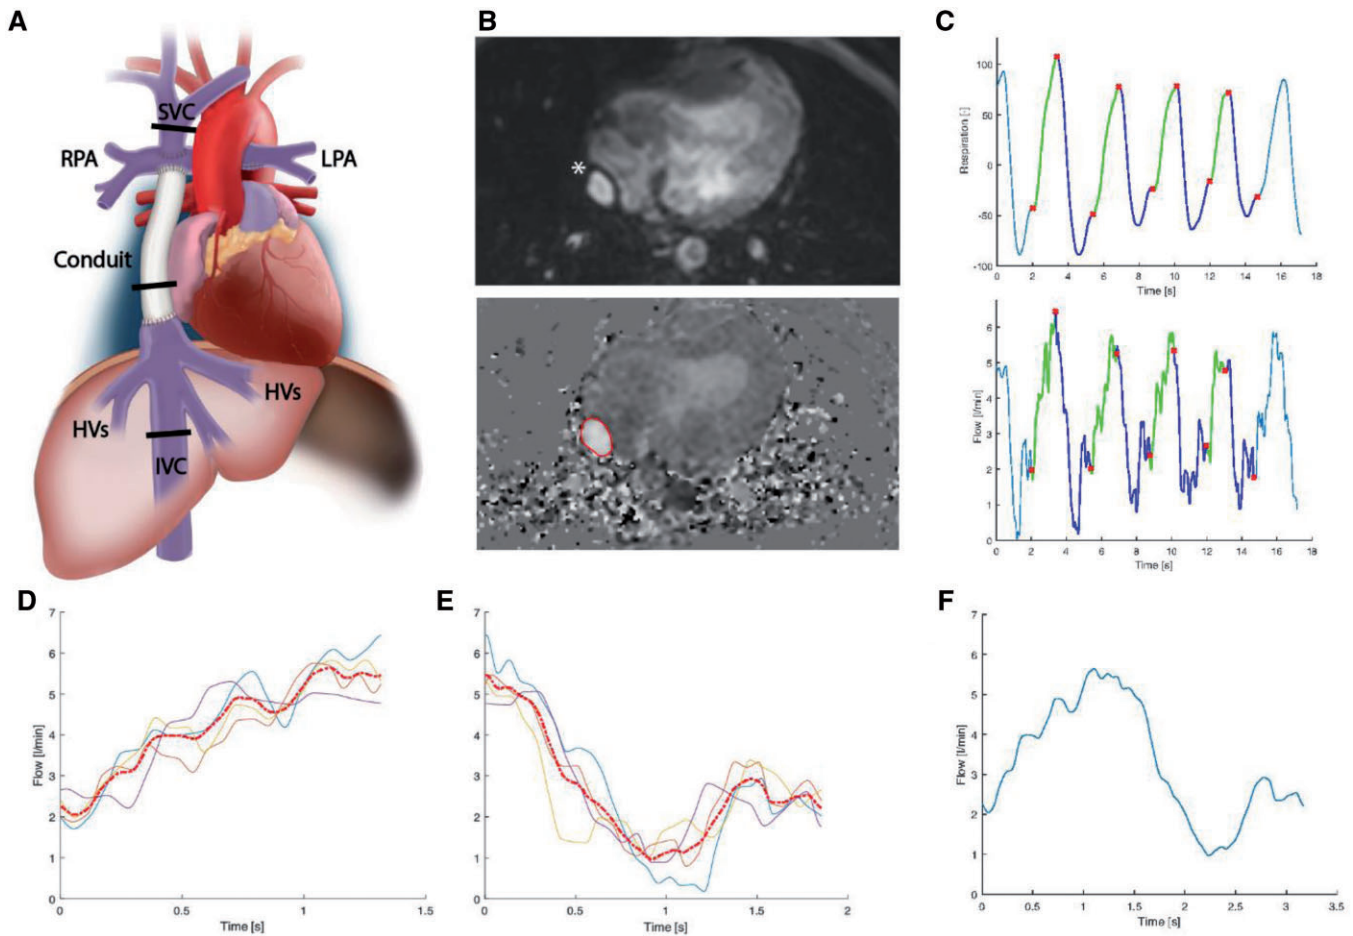 A
SVC
RPA
LPA
Conduit
HVs
HVs
IVC
B
*
C
100
50
0
-50
-100
Respiration [-]
0 2 4 6 8 10 12 14 16 18
Time [s]
6
5
4
3
2
1
0
Flow [l/min]
0 2 4 6 8 10 12 14 16 18
Time [s]
D
7
6
5
4
3
2
1
0
Flow [l/min]
0 0.5 1 1.5
Time [s]
E
7
6
5
4
3
2
1
0
0 0.5 1 1.5 2
Time [s]
F
7
6
5
4
3
2
1
0
Flow [l/min]
0 0.5 1 1.5 2 2.5 3 3.5
Time [s]